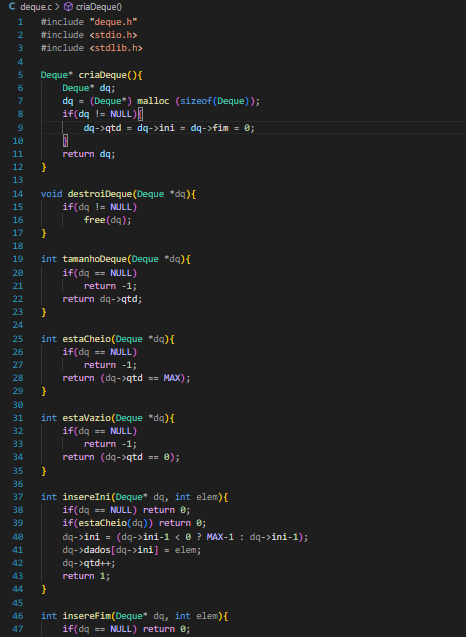 deque.c > criaDeque()
1 #include "deque.h"
2 #include <stdio.h>
3 #include <stdlib.h>
4
5 Deque* criaDeque(){
6     Deque* dq;
7     dq = (Deque*) malloc (sizeof(Deque));
8     if(dq != NULL){
9         dq->qtd = dq->ini = dq->fim = 0;
10     }
11     return dq;
12 }
13
14 void destroiDeque(Deque *dq){
15     if(dq != NULL)
16         free(dq);
17 }
18
19 int tamanhoDeque(Deque *dq){
20     if(dq == NULL)
21         return -1;
22     return dq->qtd;
23 }
24
25 int estaCheio(Deque *dq){
26     if(dq == NULL)
27         return -1;
28     return (dq->qtd == MAX);
29 }
30
31 int estaVazio(Deque *dq){
32     if(dq == NULL)
33         return -1;
34     return (dq->qtd == 0);
35 }
36
37 int insereIni(Deque* dq, int elem){
38     if(dq == NULL) return 0;
39     if(estaCheio(dq)) return 0;
40     dq->ini = (dq->ini-1 < 0 ? MAX-1 : dq->ini-1);
41     dq->dados[dq->ini] = elem;
42     dq->qtd++;
43     return 1;
44 }
45
46 int insereFim(Deque* dq, int elem){
47     if(dq == NULL) return 0;